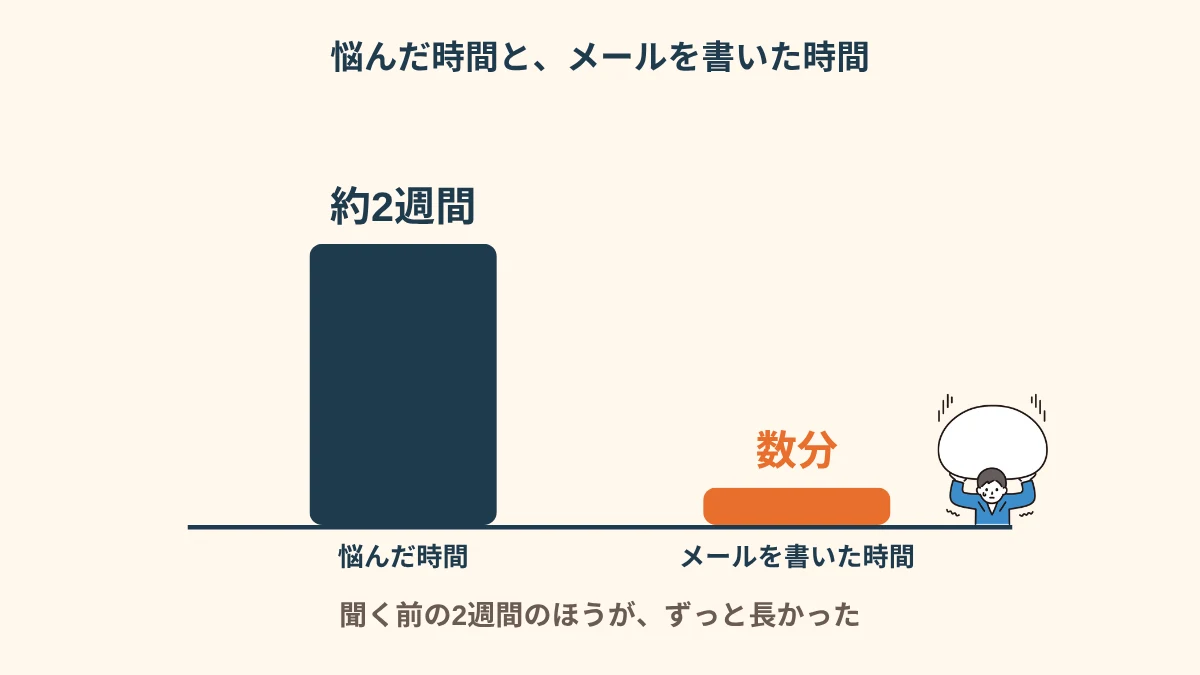 悩んだ時間と、メールを書いた時間
約2週間
数分
悩んだ時間
メールを書いた時間
聞く前の2週間のほうが、ずっと長かった